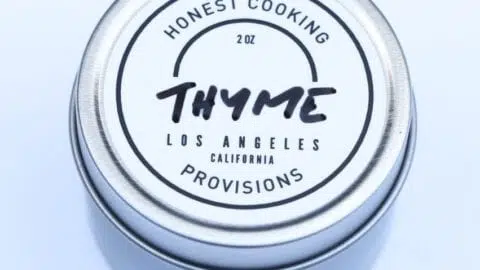 HONEST COOKING
2 OZ
THYME
LOS ANGELES
CALIFORNIA
PROVISIONS